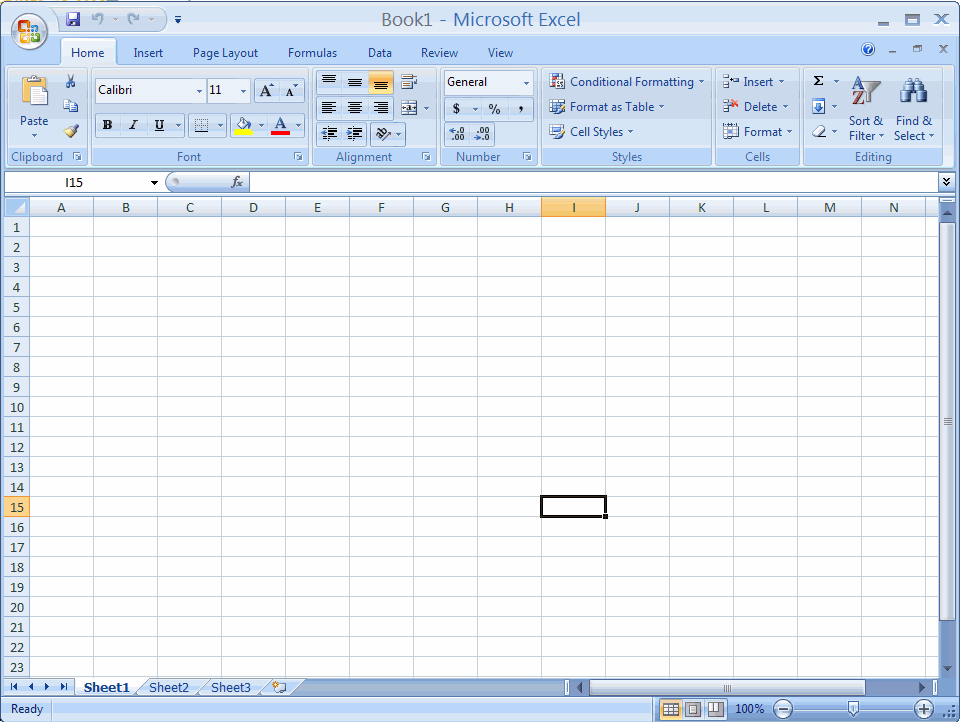 Book1 - Microsoft Excel
Home Insert Page Layout Formulas Data Review View
Calibri 11 General Conditional Formatting Insert Σ
Paste $ % , Format as Table Delete Sort & Filter Find & Select
B I U A .00 .0 Cell Styles Format
Clipboard Font Alignment Number Styles Cells Editing
I15 fx
A B C D E F G H I J K L M N
1
2
3
4
5
6
7
8
9
10
11
12
13
14
15
16
17
18
19
20
21
22
23
Sheet1 Sheet2 Sheet3
Ready 100%